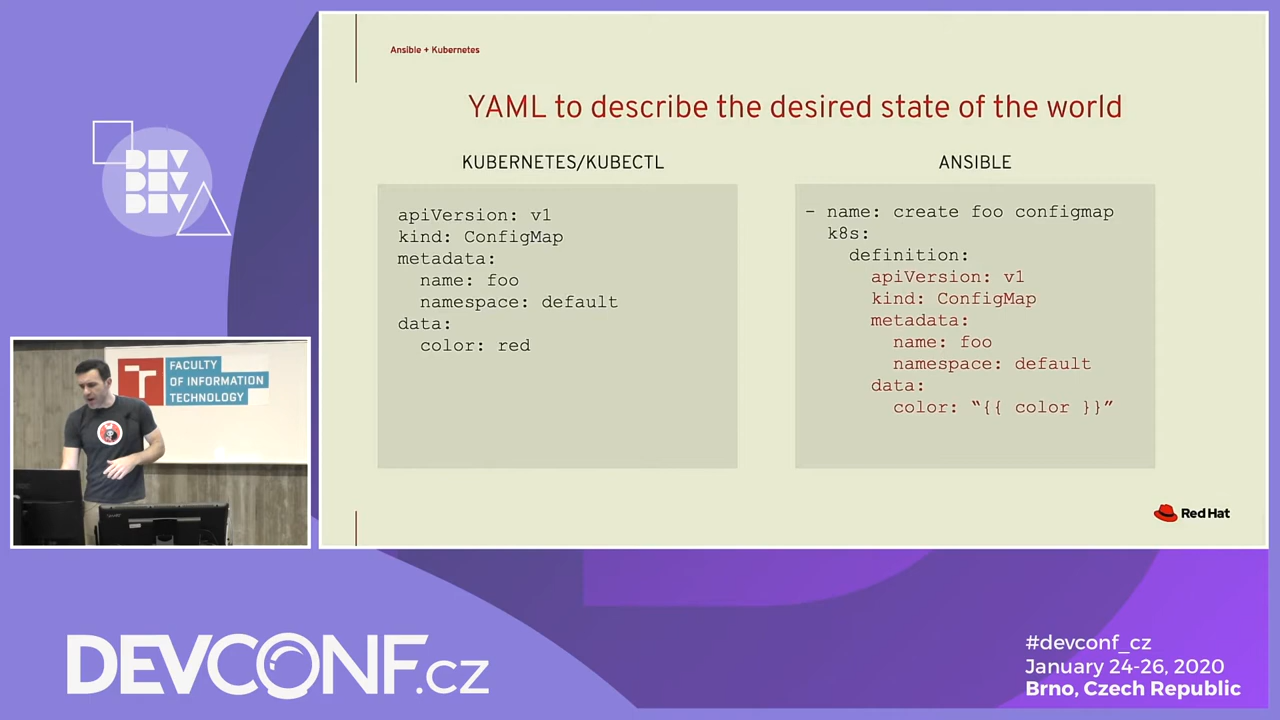 Ansible + Kubernetes
YAML to describe the desired state of the world
KUBERNETES/KUBECTL
apiVersion: v1
kind: ConfigMap
metadata:
  name: foo
  namespace: default
data:
  color: red
ANSIBLE
- name: create foo configmap
  k8s:
    definition:
      apiVersion: v1
      kind: ConfigMap
      metadata:
        name: foo
        namespace: default
      data:
        color: “{{ color }}”
Red Hat
DEV
DEV
DEV
FACULTY
OF INFORMATION
TECHNOLOGY
DEVCONF.cz
#devconf_cz
January 24-26, 2020
Brno, Czech Republic